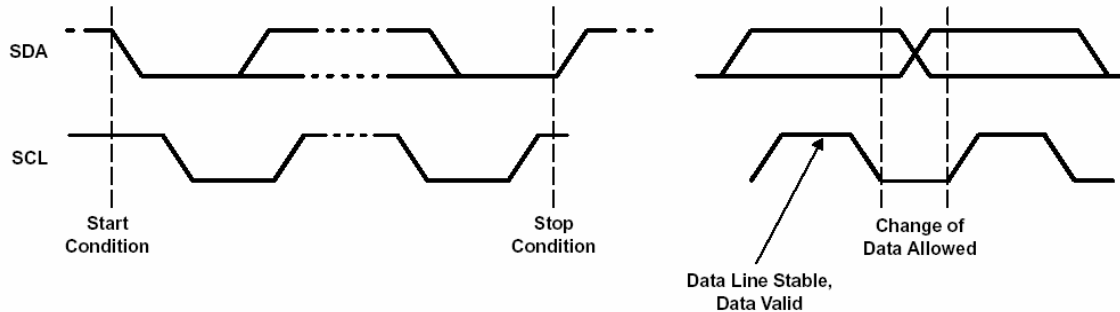 SDA
SCL
Start
Condition
Stop
Condition
Change of
Data Allowed
Data Line Stable,
Data Valid